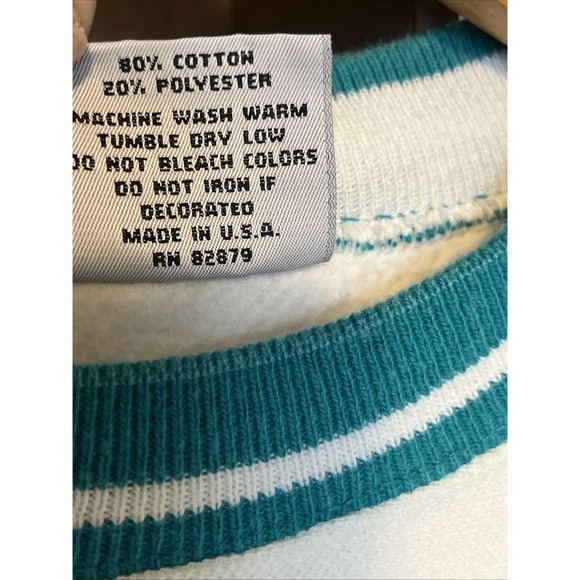 80% COTTON
20% POLYESTER
MACHINE WASH WARM
TUMBLE DRY LOW
DO NOT BLEACH COLORS
DO NOT IRON IF
DECORATED
MADE IN U.S.A.
RN 82879